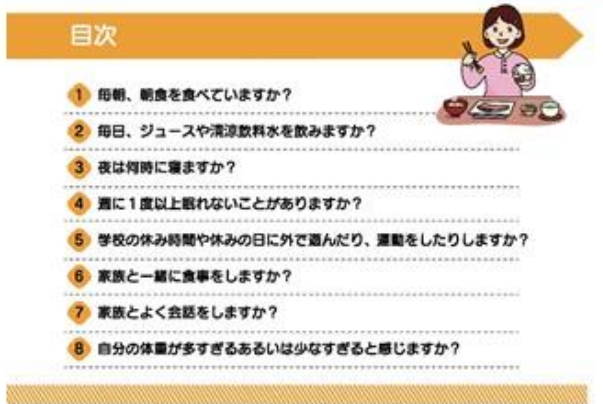 目次
1 毎朝、朝食を食べていますか?
2 毎日、ジュースや清涼飲料水を飲みますか?
3 夜は何時に寝ますか?
4 週に1度以上眠れないことがありますか?
5 学校の休み時間や休みの日に外で遊んだり、運動をしたりしますか?
6 家族と一緒に食事をしますか?
7 家族とよく会話をしますか?
8 自分の体重が多すぎるあるいは少なすぎると感じますか?